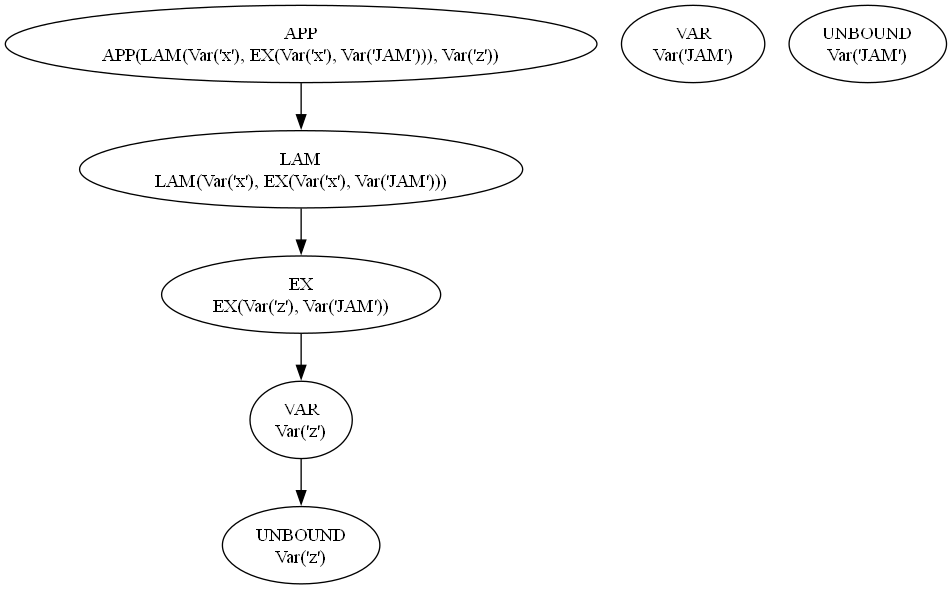 APP
APP(LAM(Var('x'), EX(Var('x'), Var('JAM'))), Var('z'))
VAR
Var('JAM')
UNBOUND
Var('JAM')
LAM
LAM(Var('x'), EX(Var('x'), Var('JAM')))
EX
EX(Var('z'), Var('JAM'))
VAR
Var('z')
UNBOUND
Var('z')